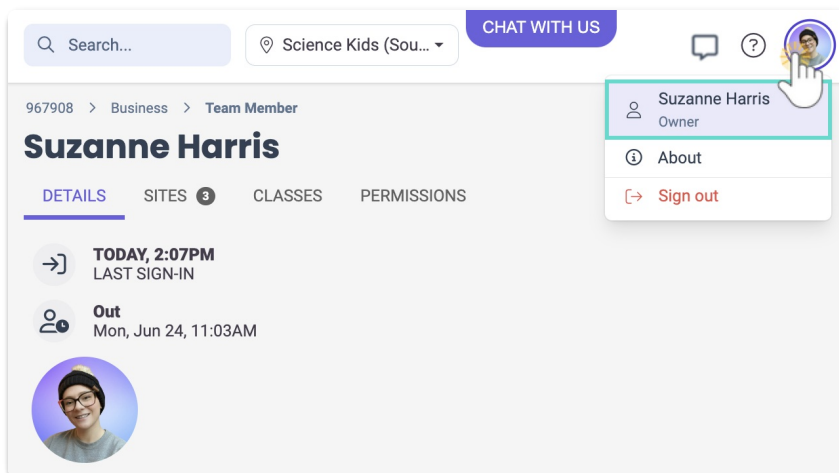 Search...
Science Kids (Sou...
CHAT WITH US
?
967908 > Business > Team Member
Suzanne Harris
DETAILS SITES 3 CLASSES PERMISSIONS
Suzanne Harris
Owner
About
Sign out
TODAY, 2:07PM
LAST SIGN-IN
Out
Mon, Jun 24, 11:03AM